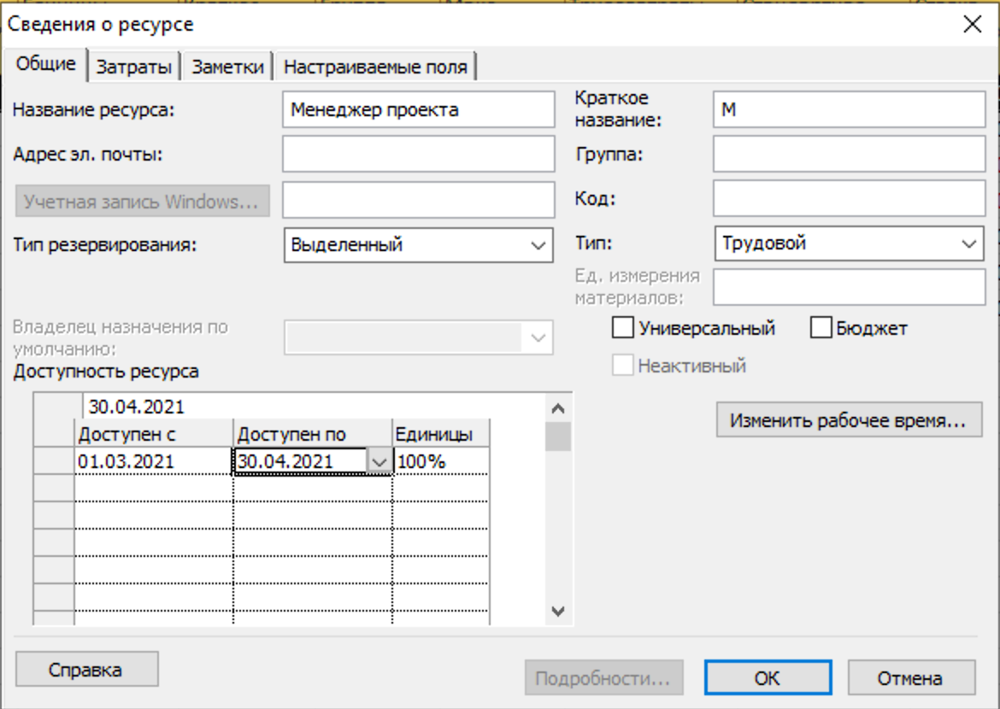 Сведения о ресурсе
Общие Затраты Заметки Настраиваемые поля
Название ресурса: Менеджер проекта Краткое название: М
Адрес эл. почты: Группа:
Учетная запись Windows... Код:
Тип резервирования: Выделенный Тип: Трудовой
Ед. измерения материалов:
Владелец назначения по умолчанию:
Универсальный Бюджет
Неактивный
Доступность ресурса
30.04.2021
Изменить рабочее время...
Доступен с Доступен по Единицы
01.03.2021 30.04.2021 100%
Справка Подробности... ОК Отмена